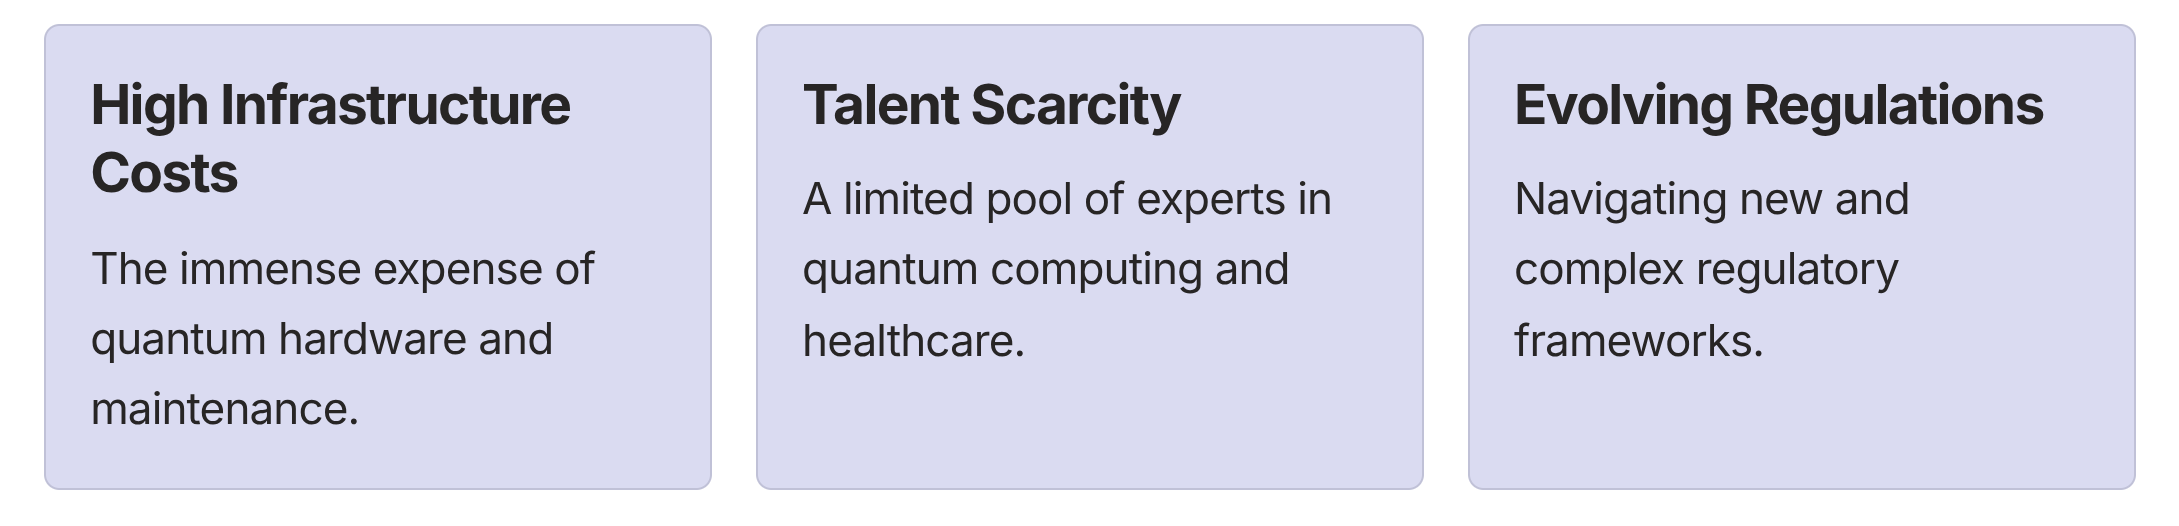 High Infrastructure
Costs
The immense expense of
quantum hardware and
maintenance.
Talent Scarcity
A limited pool of experts in
quantum computing and
healthcare.
Evolving Regulations
Navigating new and
complex regulatory
frameworks.